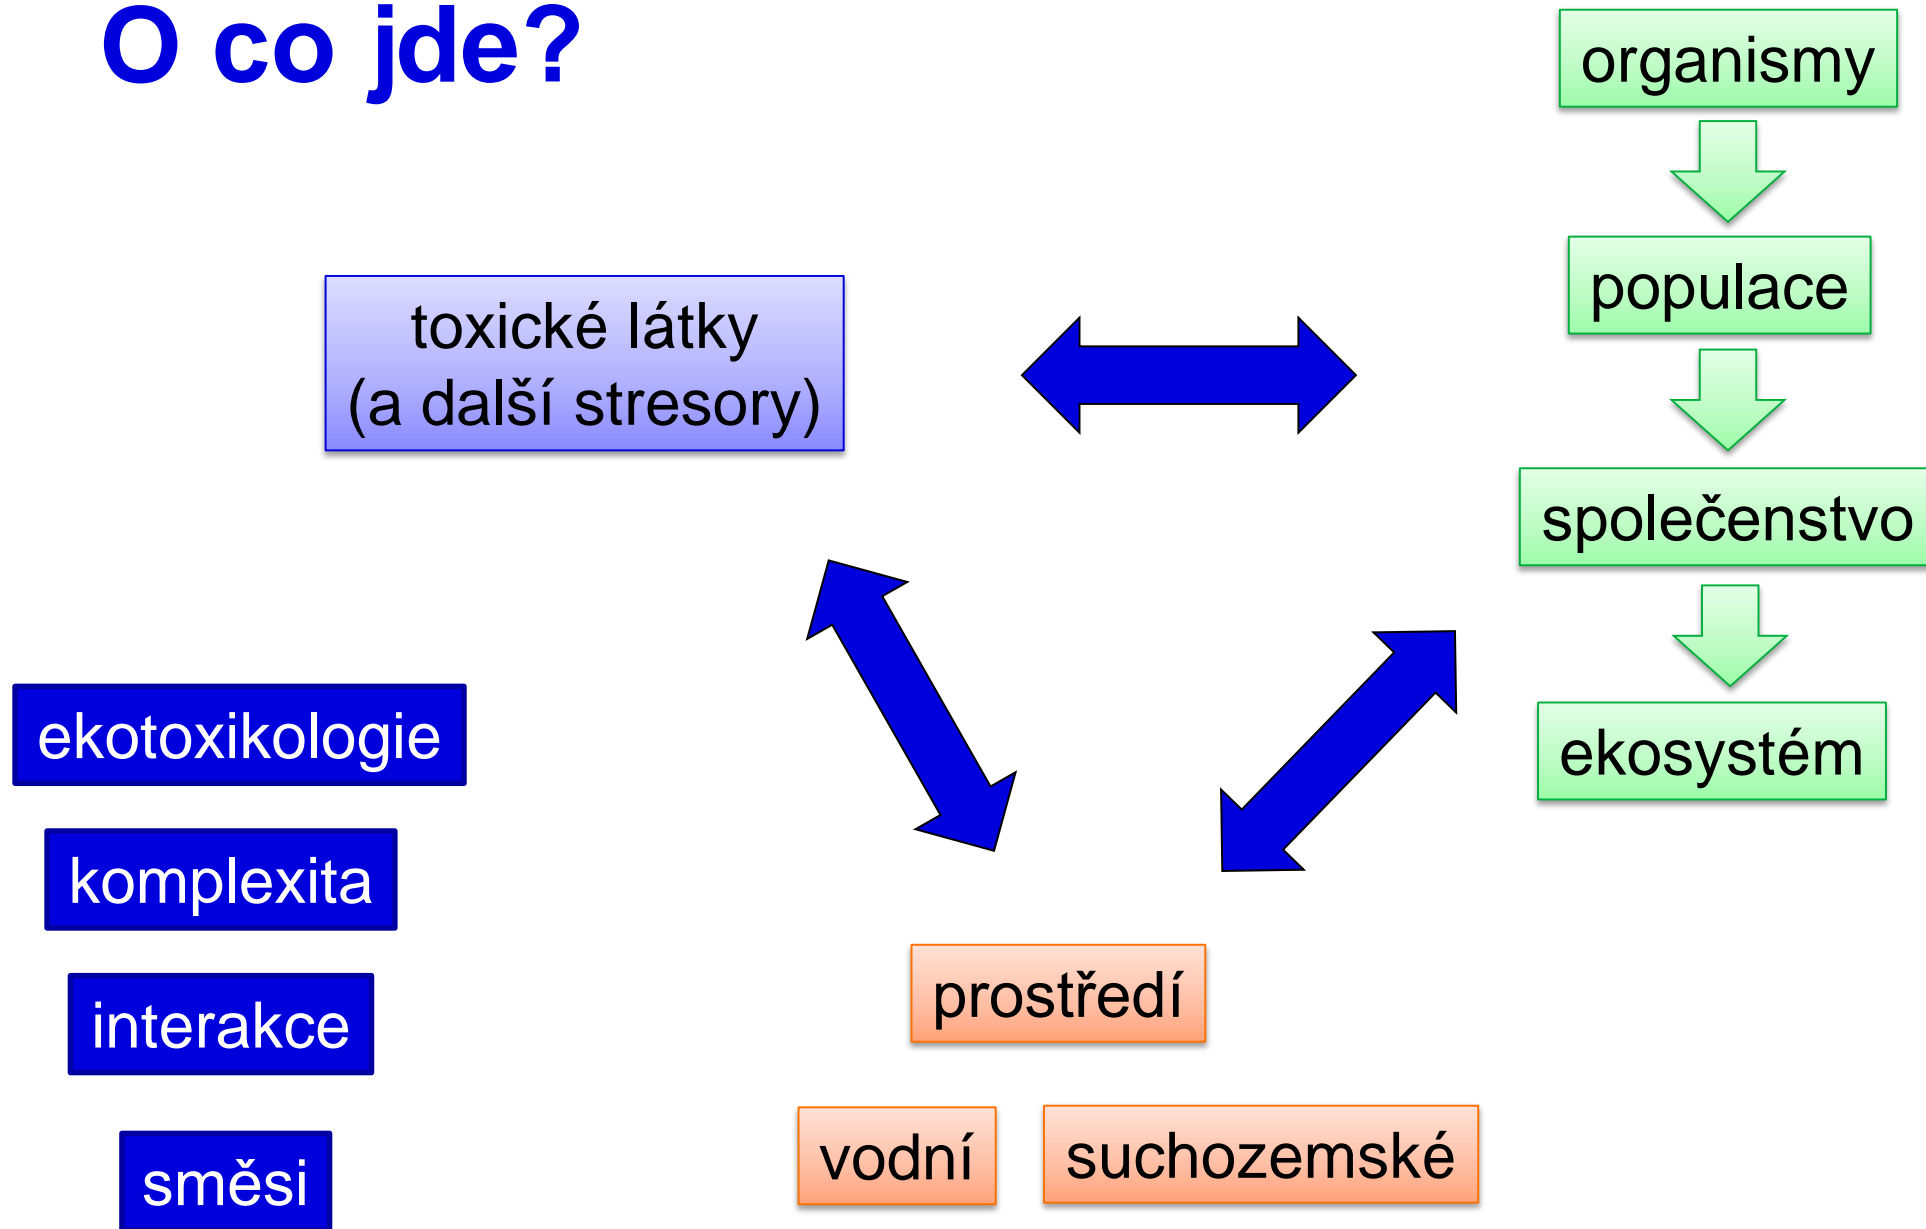 O co jde?
organismy
populace
toxické látky
(a další stresory)
společenstvo
ekosystém
ekotoxikologie
komplexita
interakce
směsi
prostředí
vodní
suchozemské